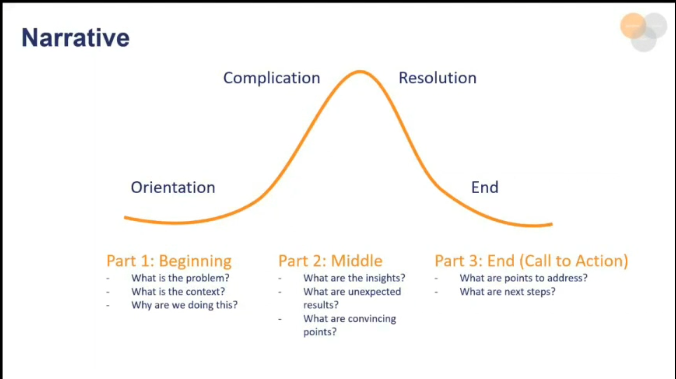 Narrative
Complication
Resolution
Orientation
End
Part 1: Beginning
- What is the problem?
- What is the context?
- Why are we doing this?
Part 2: Middle
- What are the insights?
- What are unexpected
results?
- What are convincing
points?
Part 3: End (Call to Action)
- What are points to address?
- What are next steps?